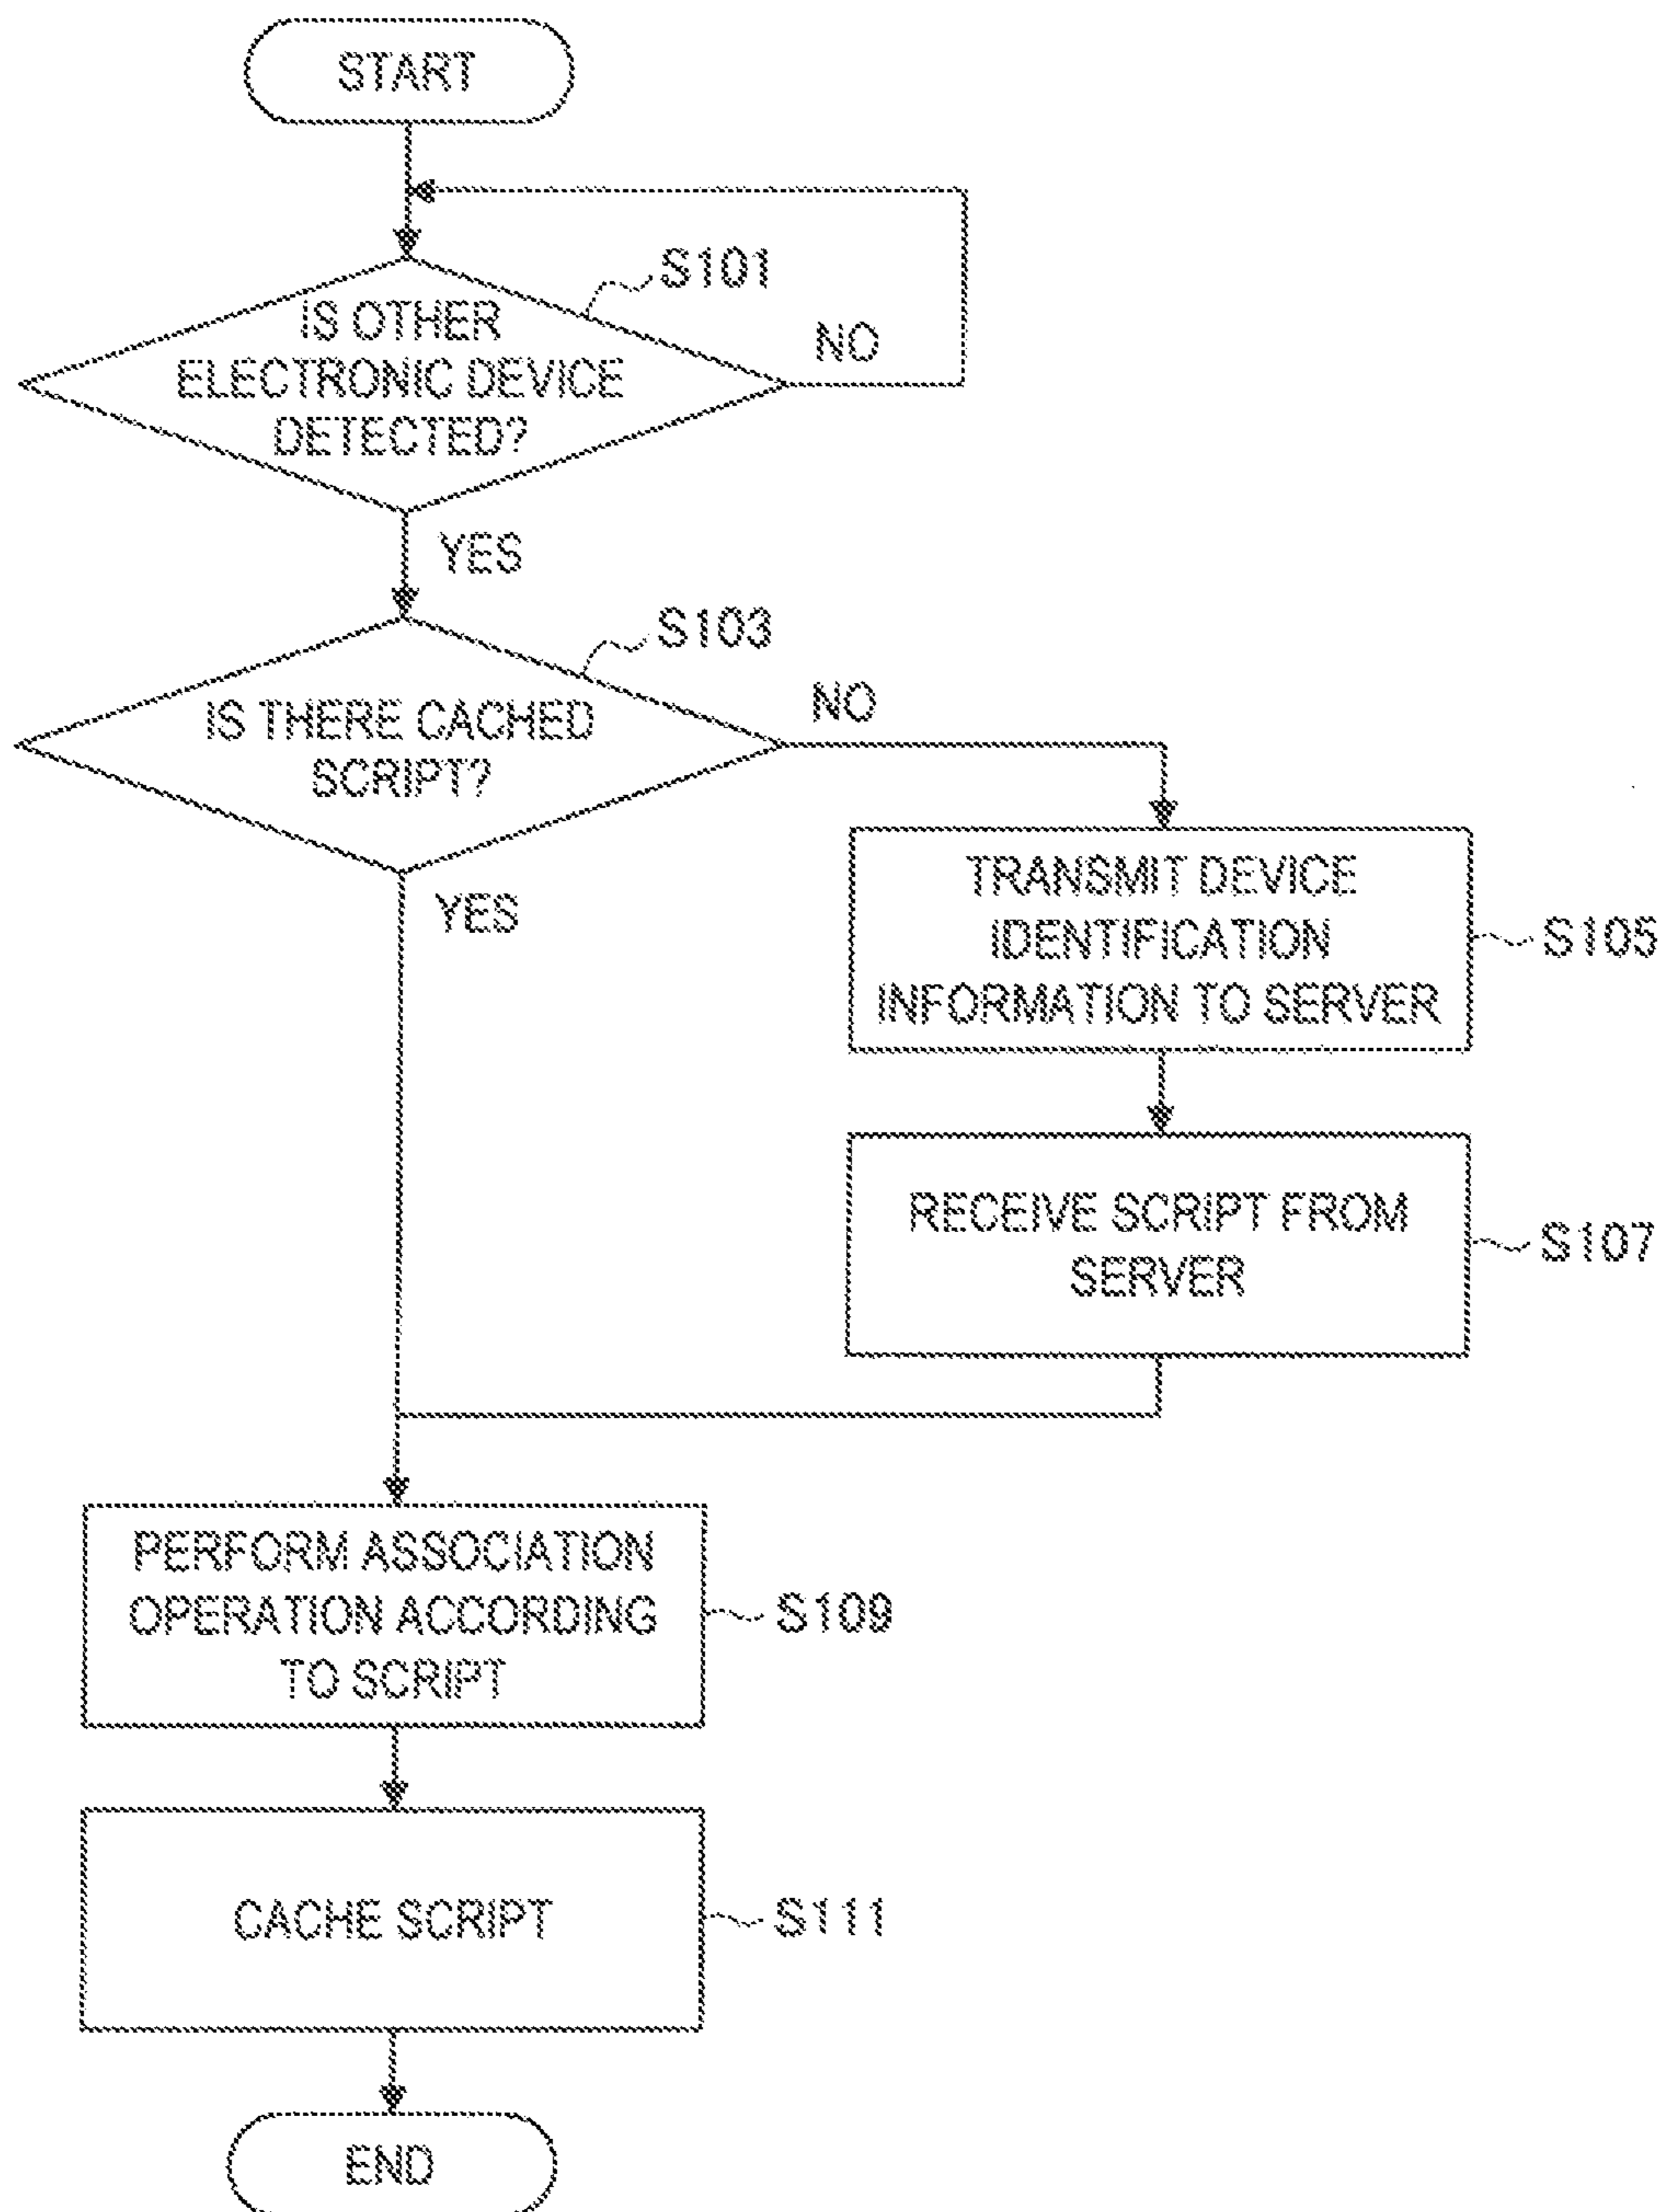 START
S101
IS OTHER
ELECTRONIC DEVICE
DETECTED?
NO
YES
S103
IS THERE CACHED
SCRIPT?
NO
YES
TRANSMIT DEVICE
IDENTIFICATION
INFORMATION TO SERVER
S105
RECEIVE SCRIPT FROM
SERVER
S107
PERFORM ASSOCIATION
OPERATION ACCORDING
TO SCRIPT
S109
CACHE SCRIPT
S111
END